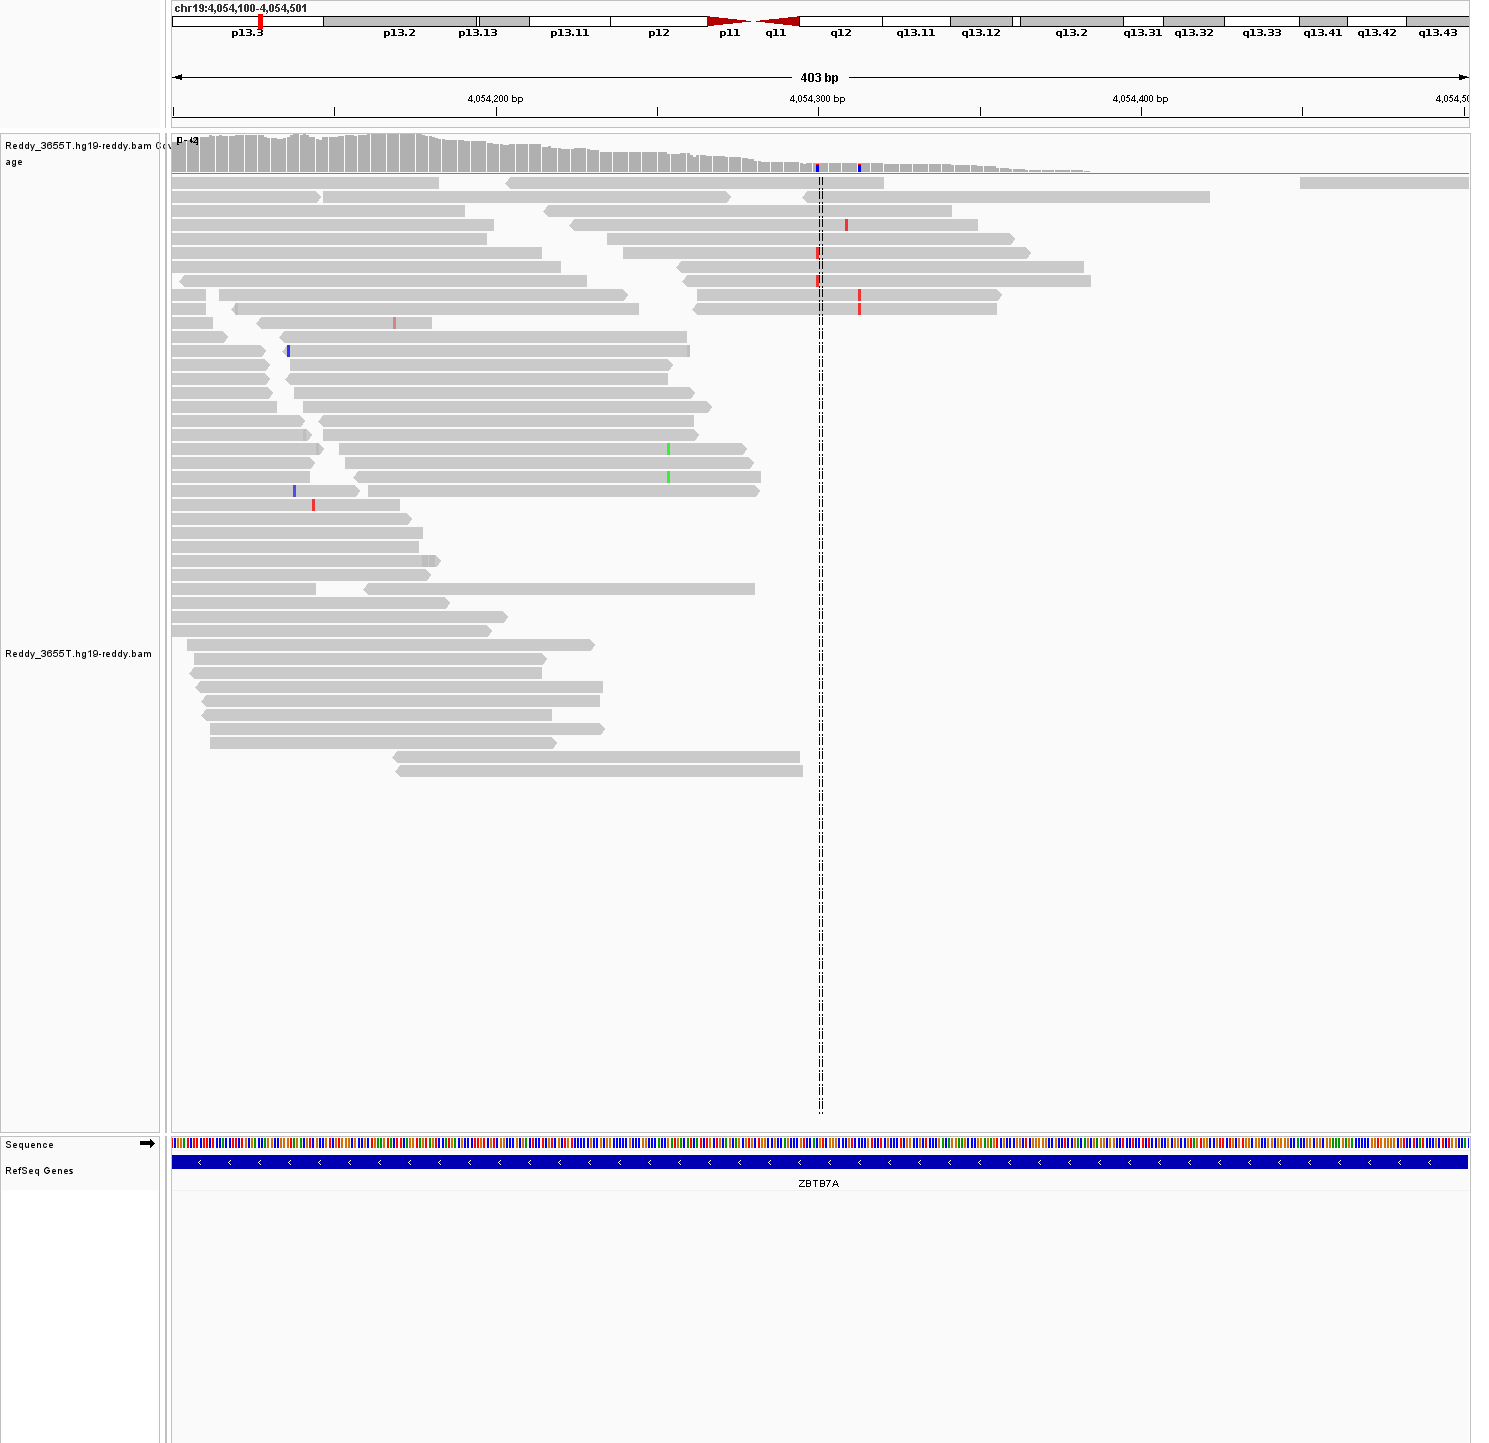 chr19:4,054,100-4,054,501
p13.3 p13.2 p13.13 p13.11 p12 p11 q11 q12 q13.11 q13.12 q13.2 q13.31 q13.32 q13.33 q13.41 q13.42 q13.43
403 bp
4,054,200 bp 4,054,300 bp 4,054,400 bp 4,054,50
Reddy_3655T.hg19-reddy.bam Cov
age
[0 - 42]
Reddy_3655T.hg19-reddy.bam
Sequence
RefSeq Genes
ZBTB7A